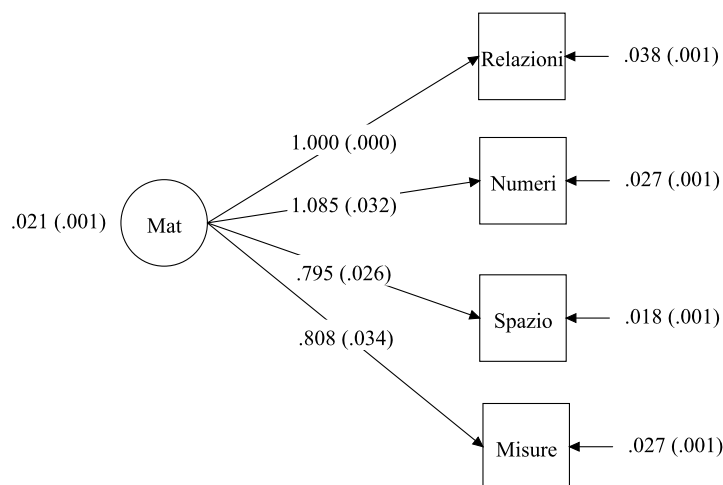 Relazioni
.038 (.001)
1.000 (.000)
Numeri
.027 (.001)
1.085 (.032)
.021 (.001)
Mat
.795 (.026)
Spazio
.018 (.001)
.808 (.034)
Misure
.027 (.001)